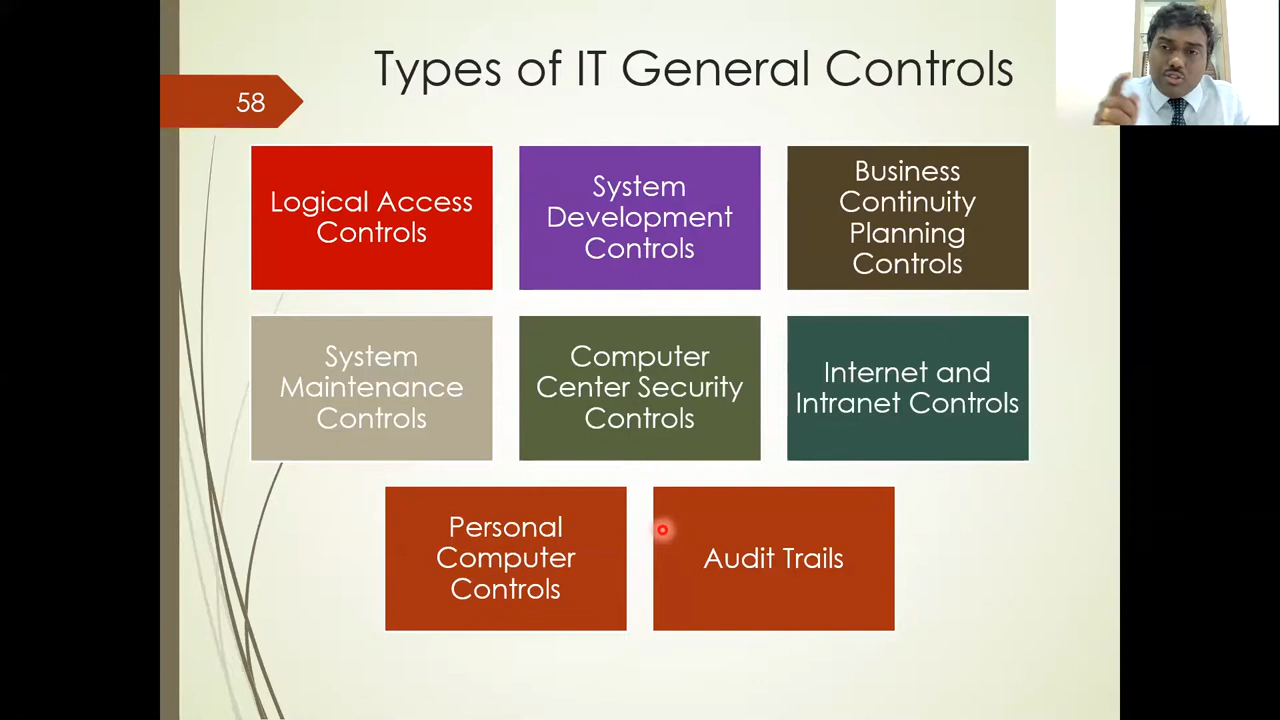 Types of IT General Controls
58
Logical Access
Controls
System
Development
Controls
Business
Continuity
Planning
Controls
System
Maintenance
Controls
Computer
Center Security
Controls
Internet and
Intranet Controls
Personal
Computer
Controls
Audit Trails